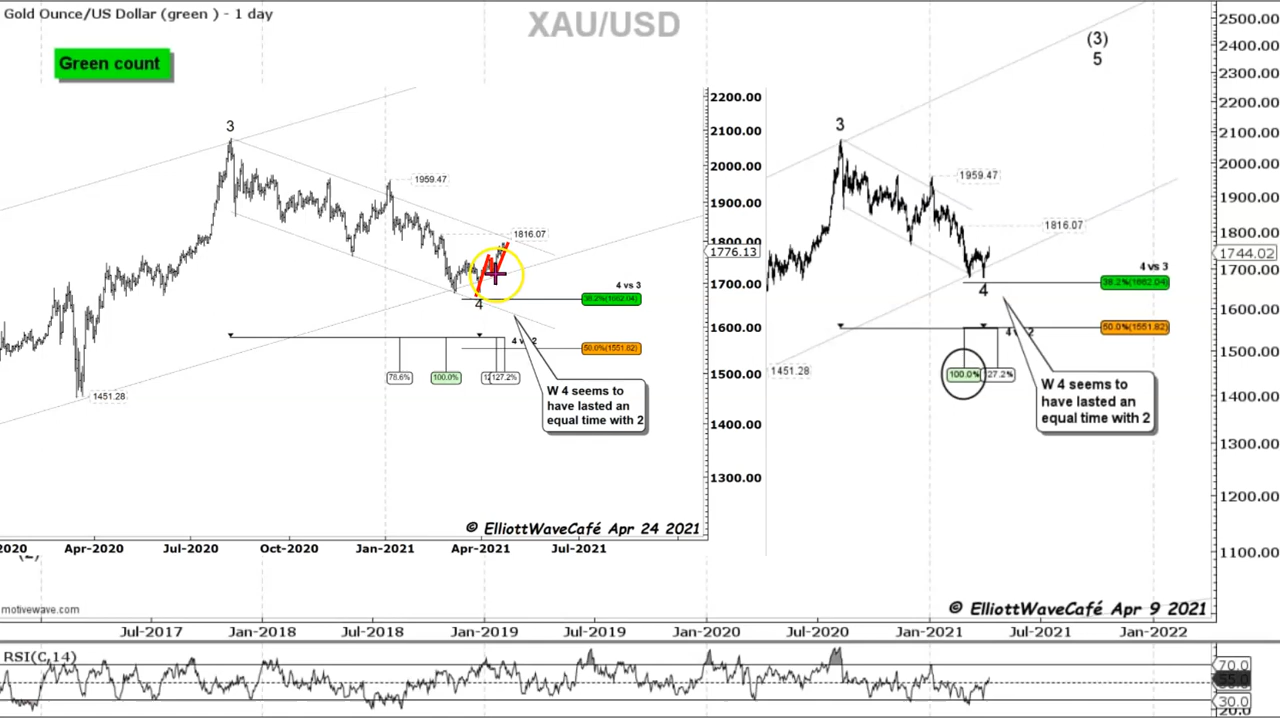 Gold Ounce/US Dollar (green ) - 1 day
XAU/USD
Green count
3
1959.47
1816.07
4
4 vs 3
38.2%(1662.04)
50.0%(1551.82)
78.6%
100.0%
127.2%
1451.28
W 4 seems to
have lasted an
equal time with 2
© ElliottWaveCafé Apr 24 2021
2200.00
2100.00
2000.00
1900.00
1800.00
1776.13
1700.00
1600.00
1500.00
1400.00
1300.00
2020
Apr-2020
Jul-2020
Oct-2020
Jan-2021
Apr-2021
Jul-2021
(3)
5
3
1959.47
1816.07
4
4 vs 3
38.2%(1662.04)
50.0%(1551.82)
100.0%
27.2%
1451.28
W 4 seems to
have lasted an
equal time with 2
© ElliottWaveCafé Apr 9 2021
2500.00
2400.00
2300.00
2200.00
2100.00
2000.00
1900.00
1800.00
1744.02
1700.00
1600.00
1500.00
1400.00
1300.00
1200.00
1100.00
motivewave.com
Jul-2017
Jan-2018
Jul-2018
Jan-2019
Jul-2019
Jan-2020
Jul-2020
Jan-2021
Jul-2021
Jan-2022
RSI(C,14)
70.0
55.0
30.0
20.0